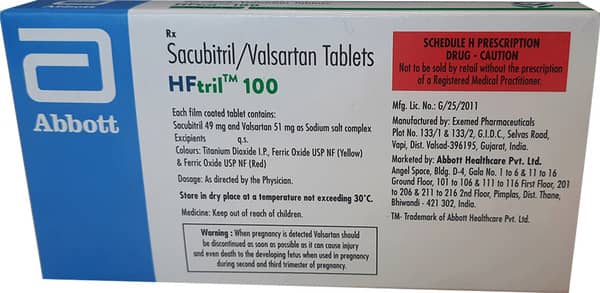 Abbott
Rx
Sacubitril/Valsartan Tablets
HFtril™ 100
Each film coated tablet contains:
Sacubitril 49 mg and Valsartan 51 mg as Sodium salt complex
Excipients q.s.
Colours: Titanium Dioxide I.P., Ferric Oxide USP NF (Yellow)
& Ferric Oxide USP NF (Red)
Dosage: As directed by the Physician.
Store in dry place at a temperature not exceeding 30°C.
Medicine: Keep out of reach of children.
Warning : When pregnancy is detected Valsartan should
be discontinued as soon as possible as it can cause injury
and even death to the developing fetus when used in pregnancy
during second and third trimester of pregnancy.
SCHEDULE H PRESCRIPTION
DRUG - CAUTION
Not to be sold by retail without the prescription
of a Registered Medical Practitioner.
Mfg. Lic. No.: G/25/2011
Manufactured by: Exemed Pharmaceuticals
Plot No. 133/1 & 133/2, G.I.D.C., Selvas Road,
Vapi, Dist. Valsad-396195, Gujarat, India.
Marketed by: Abbott Healthcare Pvt. Ltd.
Angel Space, Bldg. D-4, Gala No. 1 to 6 & 11 to 16
Ground Floor, 101 to 106 & 111 to 116 First Floor, 201
to 206 & 211 to 216 2nd Floor, Pimplas, Dist. Thane,
Bhiwandi - 421 302, India.
TM- Trademark of Abbott Healthcare Pvt. Ltd.